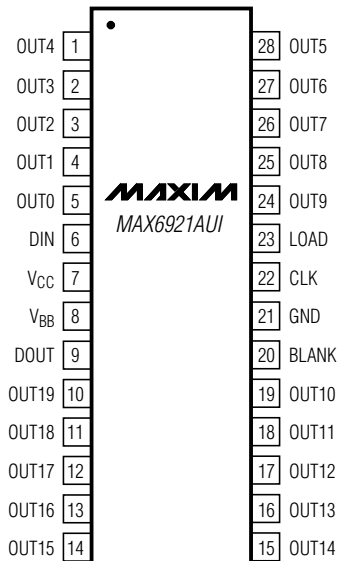 OUT4 1 28 OUT5
OUT3 2 27 OUT6
OUT2 3 26 OUT7
OUT1 4 25 OUT8
OUT0 5 MAXIM 24 OUT9
DIN 6 MAX6921AUI 23 LOAD
VCC 7 22 CLK
VBB 8 21 GND
DOUT 9 20 BLANK
OUT19 10 19 OUT10
OUT18 11 18 OUT11
OUT17 12 17 OUT12
OUT16 13 16 OUT13
OUT15 14 15 OUT14